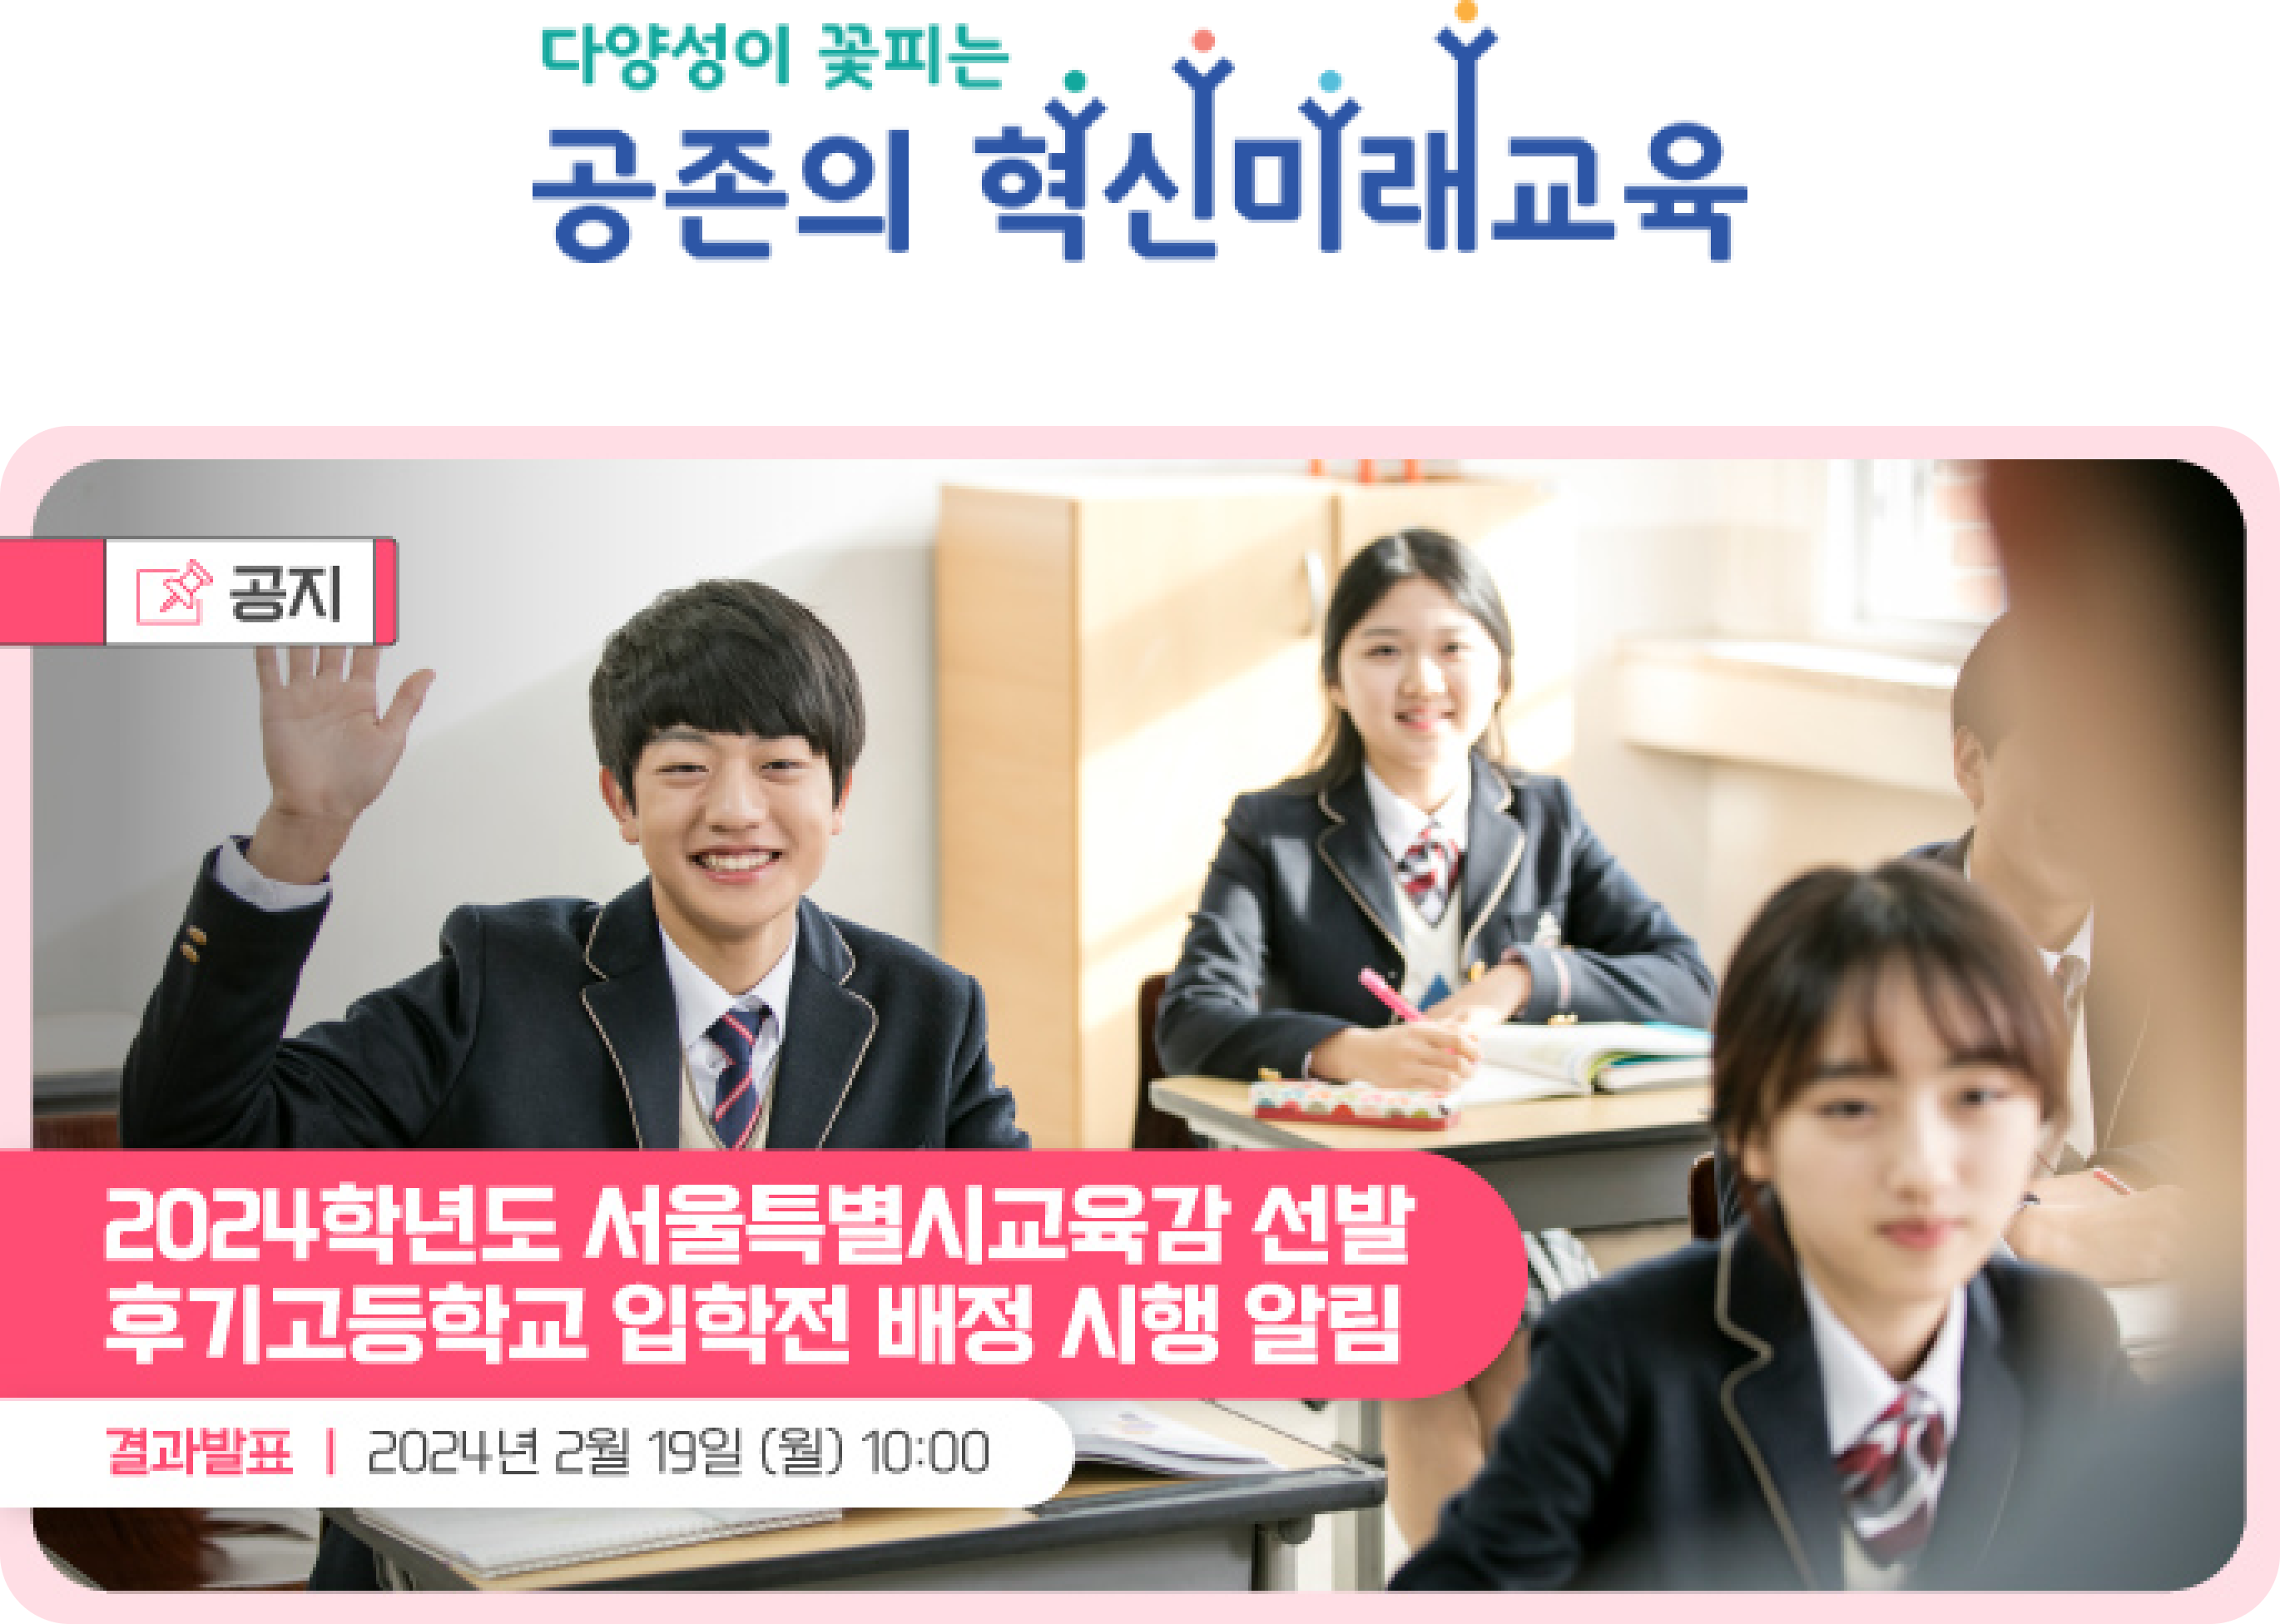 다양성이 꽃피는
공존의 혁신미래교육
공지
2024학년도 서울특별시교육감 선발
후기고등학교 입학전 배정 시행 알림
결과발표 | 2024년 2월 19일 (월) 10:00